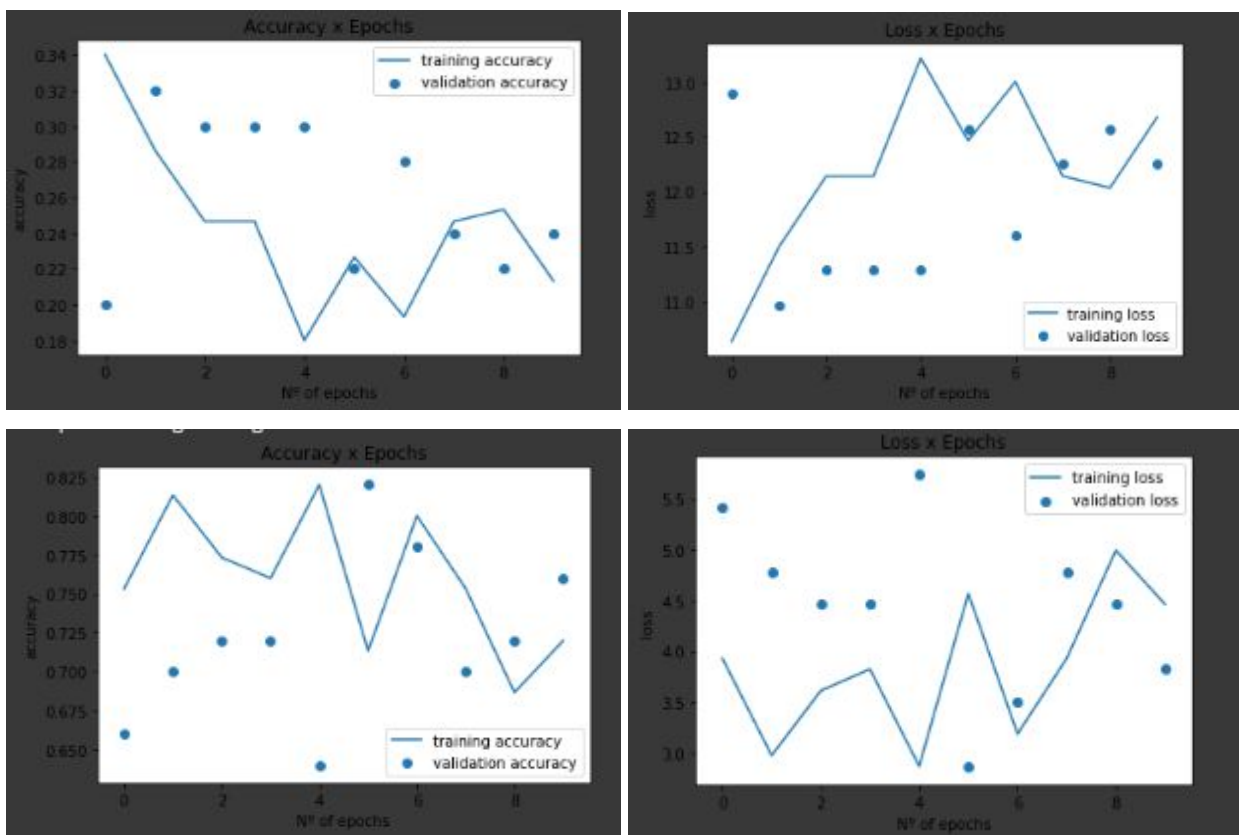 Accuracy x Epochs
training accuracy
validation accuracy
0.34
0.32
0.30
0.28
0.26
0.24
0.22
0.20
0.18
accuracy
0 2 4 6 8
Nº of epochs
Loss x Epochs
13.0
12.5
12.0
11.5
11.0
loss
training loss
validation loss
0 2 4 6 8
Nº of epochs
Accuracy x Epochs
0.825
0.800
0.775
0.750
0.725
0.700
0.675
0.650
accuracy
training accuracy
validation accuracy
0 2 4 6 8
Nº of epochs
Loss x Epochs
training loss
validation loss
5.5
5.0
4.5
4.0
3.5
3.0
loss
0 2 4 6 8
Nº of epochs